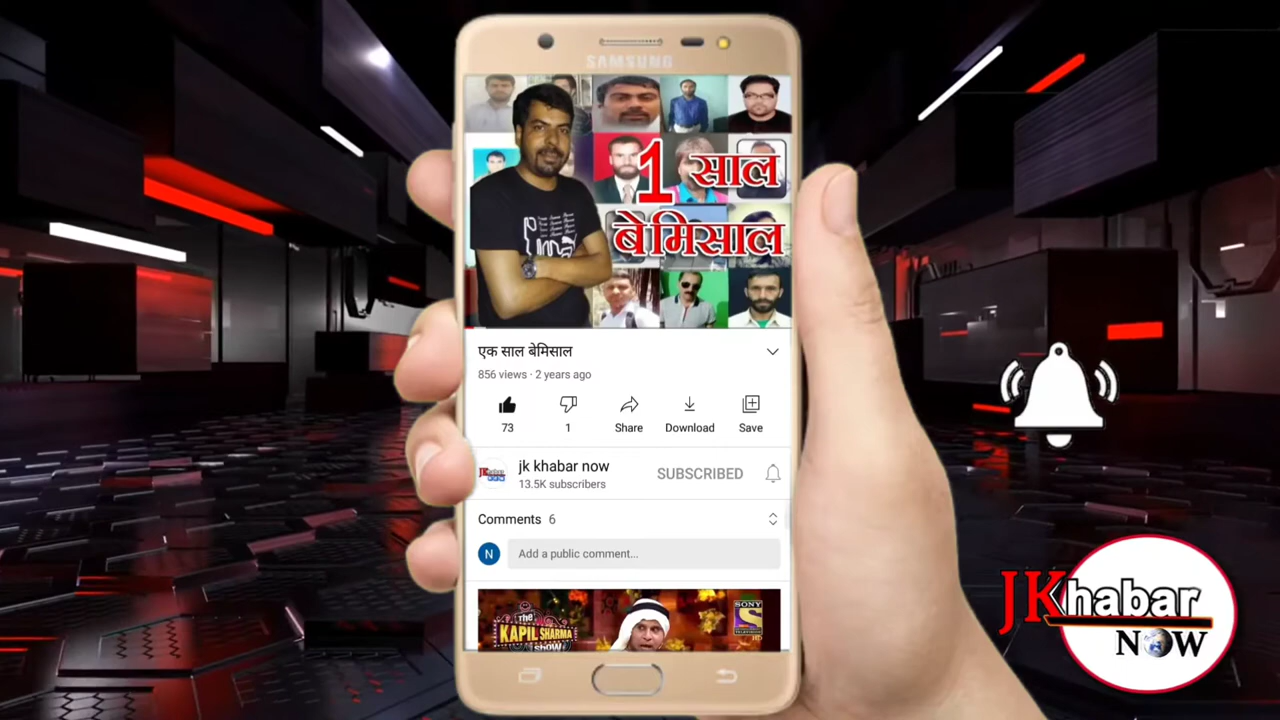 SAMSUNG
1 साल
बेमिसाल
एक साल बेमिसाल
856 views · 2 years ago
73
1
Share
Download
Save
jk khabar now
13.5K subscribers
SUBSCRIBED
Comments 6
N
Add a public comment...
The
KAPIL SHARMA
SHOW
SONY
JKhabar
NOW